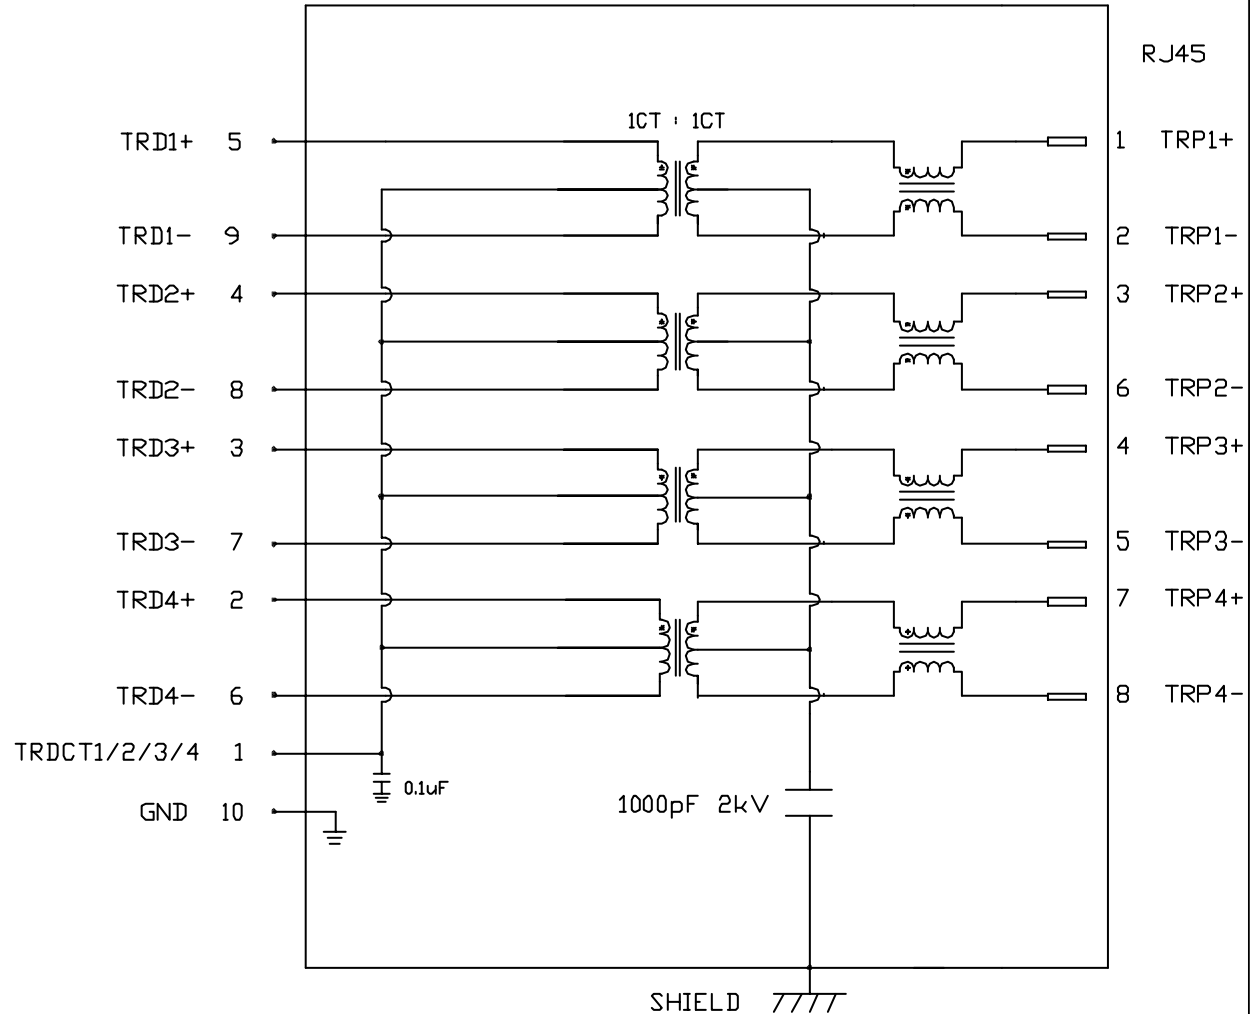 RJ45
1CT : 1CT
TRD1+ 5
1 TRP1+
TRD1- 9
2 TRP1-
TRD2+ 4
3 TRP2+
TRD2- 8
6 TRP2-
TRD3+ 3
4 TRP3+
TRD3- 7
5 TRP3-
TRD4+ 2
7 TRP4+
TRD4- 6
8 TRP4-
TRDCT1/2/3/4 1
0.1uF
1000pF 2kV
GND 10
SHIELD